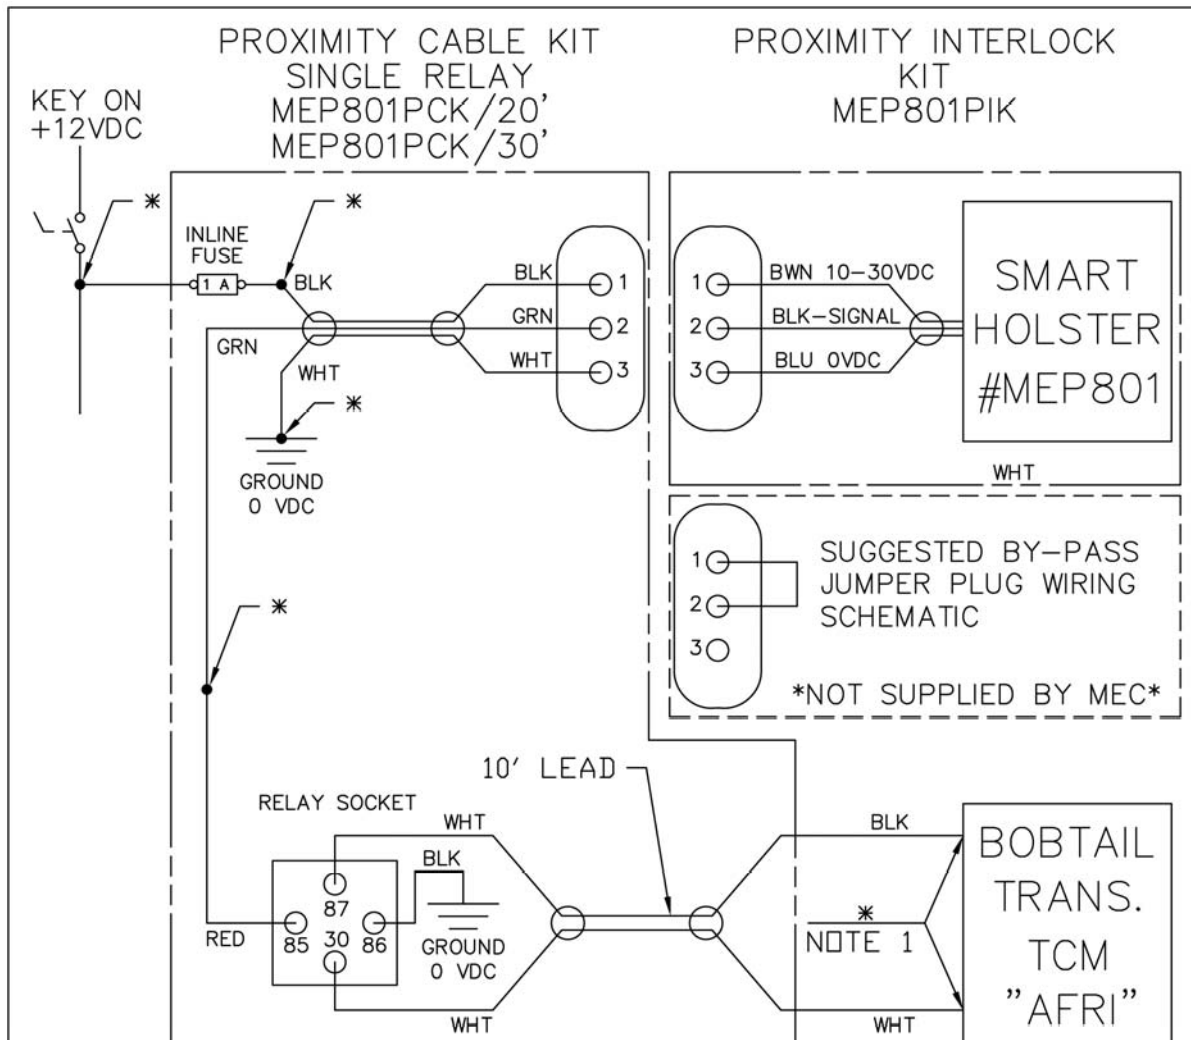 PROXIMITY CABLE KIT
SINGLE RELAY
MEP801PCK/20'
MEP801PCK/30'
PROXIMITY INTERLOCK
KIT
MEP801PIK
KEY ON
+12VDC
*
*
INLINE
FUSE
1 A
BLK
BLK
1
GRN
2
WHT
3
GRN
WHT
*
GROUND
0 VDC
1
BWN 10-30VDC
2
BLK-SIGNAL
3
BLU 0VDC
SMART
HOLSTER
#MEP801
WHT
1
2
3
SUGGESTED BY-PASS
JUMPER PLUG WIRING
SCHEMATIC
*NOT SUPPLIED BY MEC*
*
10' LEAD
RELAY SOCKET
WHT
BLK
87
85
30
86
RED
GROUND
0 VDC
WHT
BLK
*
NOTE 1
WHT
BOBTAIL
TRANS.
TCM
"AFRI"